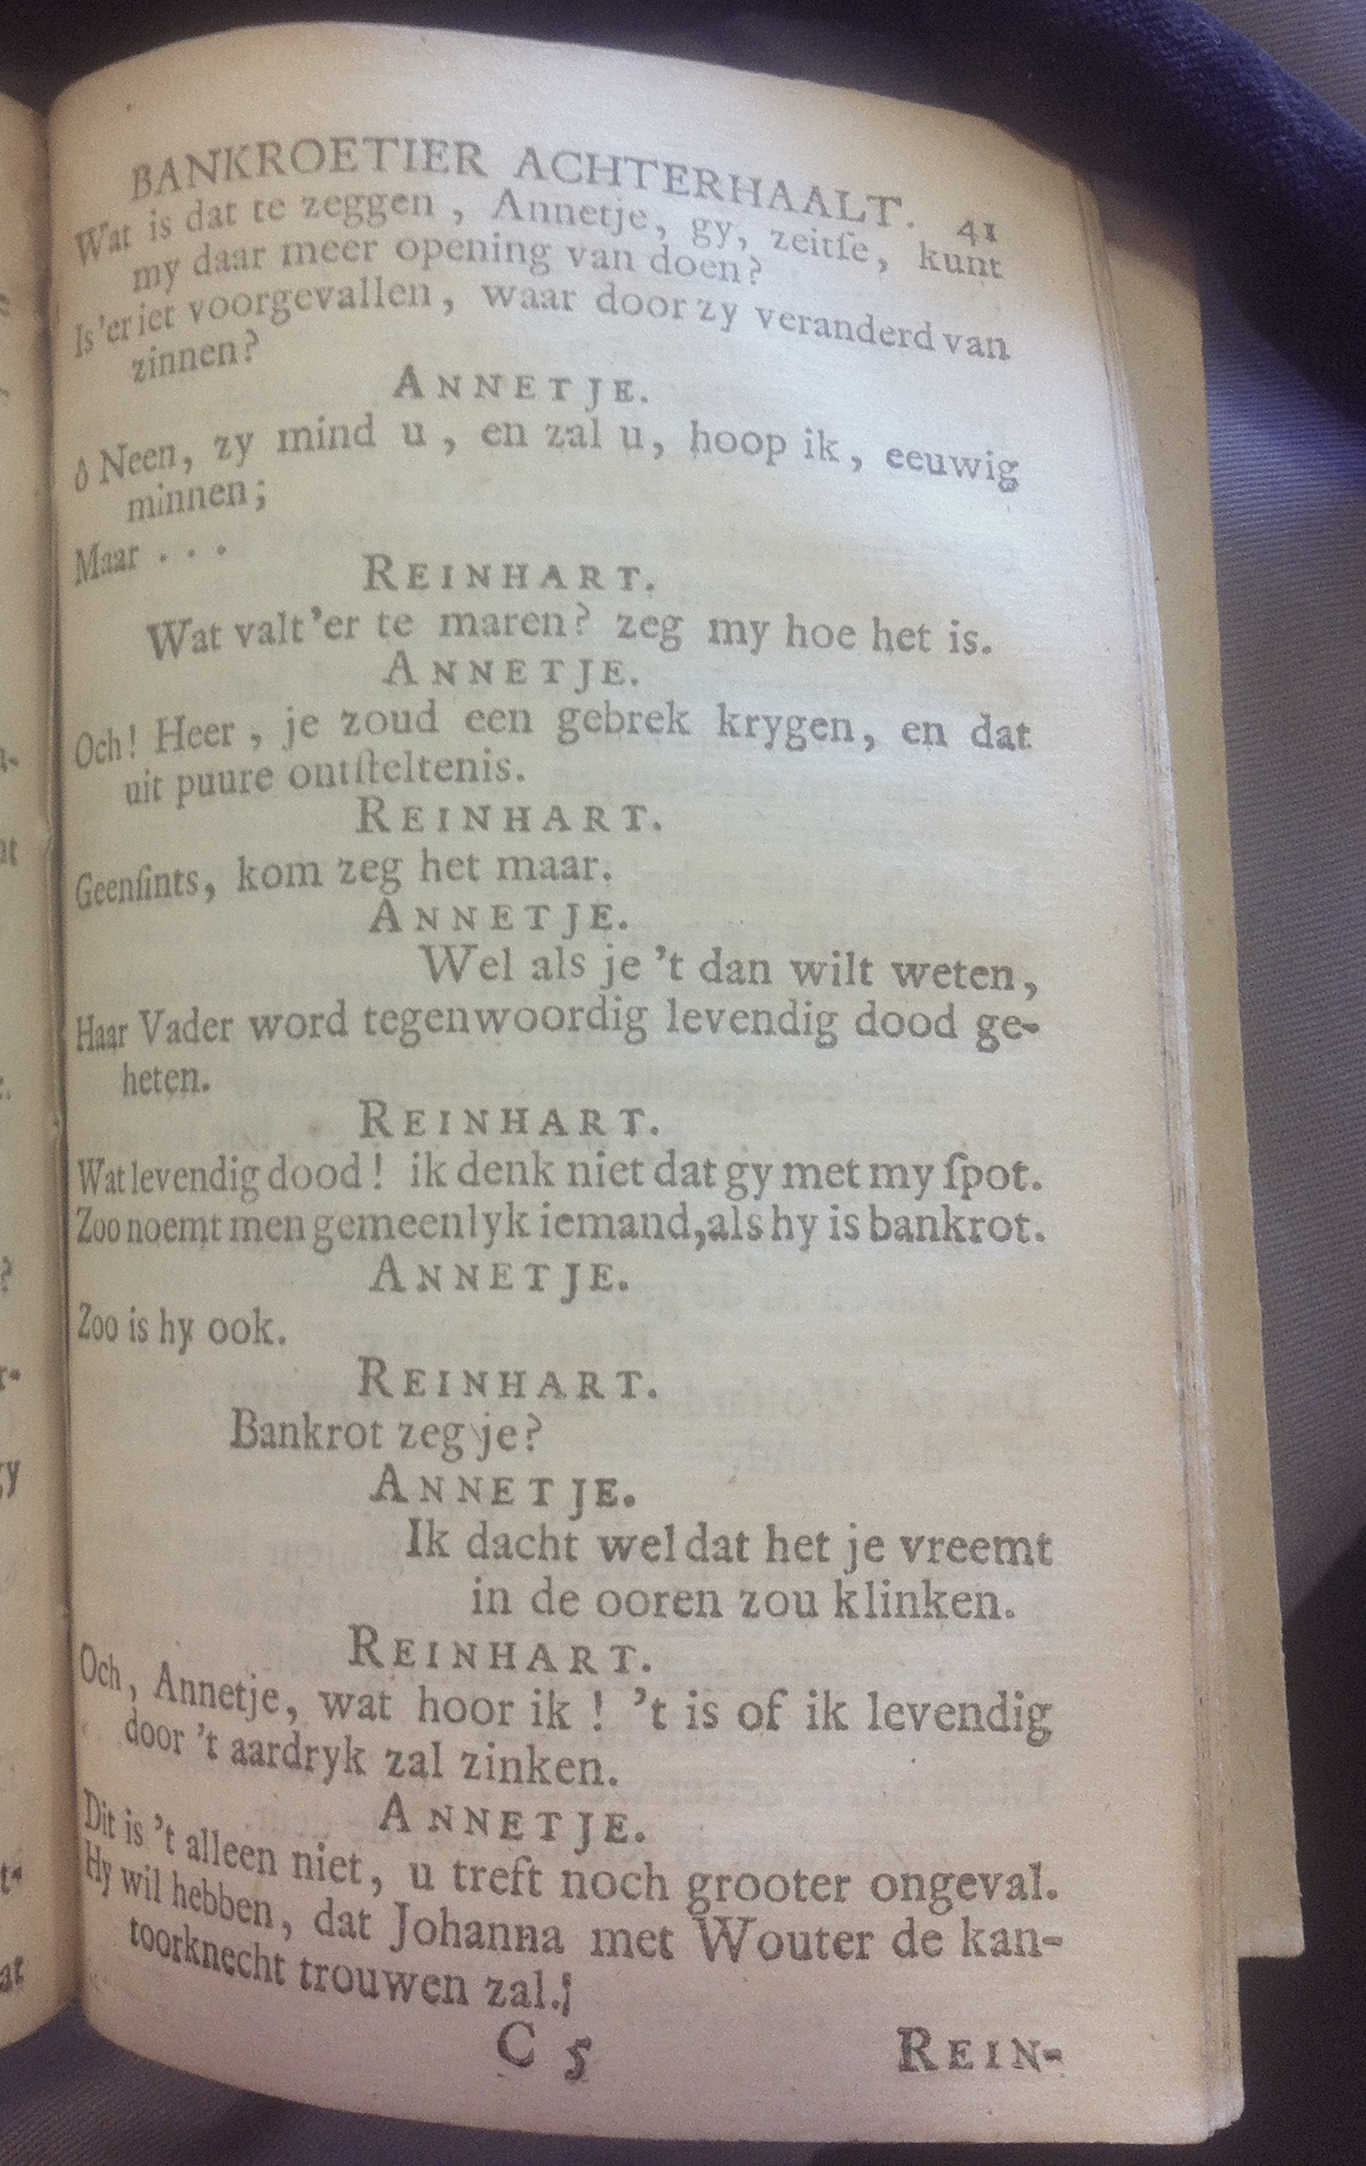 BANKROETIER ACHTERHAALT. 41
Wat is dat te zeggen, Annetje, gy, zeitſe, kunt
my daar meer opening van doen?
Is 'er iet voorgevallen, waar door zy veranderd van
zinnen?
ANNETJE.
ô Neen, zy mind u, en zal u, hoop ik, eeuwig
minnen;
Maar . . .
REINHART.
Wat valt 'er te maren? zeg my hoe het is.
ANNETJE.
Och! Heer, je zoud een gebrek krygen, en dat
uit puure ontſteltenis.
REINHART.
Geenſints, kom zeg het maar.
ANNETJE.
Wel als je 't dan wilt weten,
Haar Vader word tegenwoordig levendig dood ge-
heten.
REINHART.
Wat levendig dood! ik denk niet dat gy met my ſpot.
Zoo noemt men gemeenlyk iemand, als hy is bankrot.
ANNETJE.
Zoo is hy ook.
REINHART.
Bankrot zeg je?
ANNETJE.
Ik dacht wel dat het je vreemt
in de ooren zou klinken.
REINHART.
Och, Annetje, wat hoor ik! 't is of ik levendig
door 't aardryk zal zinken.
ANNETJE.
Dit is 't alleen niet, u treft noch grooter ongeval.
Hy wil hebben, dat Johanna met Wouter de kan-
toorknecht trouwen zal.
C 5 REIN-